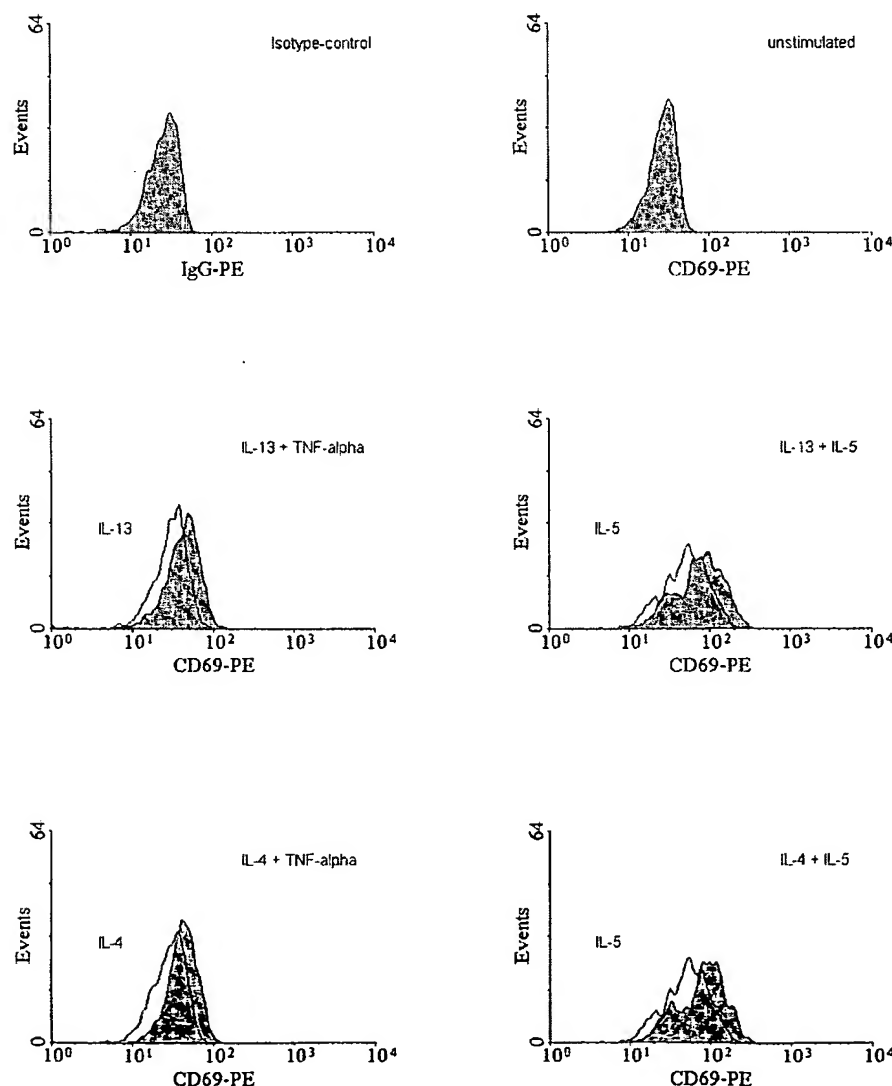 64
Events
0
Isotype-control
10⁰ 10¹ 10² 10³ 10⁴
IgG-PE
64
Events
0
unstimulated
10⁰ 10¹ 10² 10³ 10⁴
CD69-PE
64
Events
0
IL-13 + TNF-alpha
IL-13
10⁰ 10¹ 10² 10³ 10⁴
CD69-PE
64
Events
0
IL-13 + IL-5
IL-5
10⁰ 10¹ 10² 10³ 10⁴
CD69-PE
64
Events
0
IL-4 + TNF-alpha
IL-4
10⁰ 10¹ 10² 10³ 10⁴
CD69-PE
64
Events
0
IL-4 + IL-5
IL-5
10⁰ 10¹ 10² 10³ 10⁴
CD69-PE